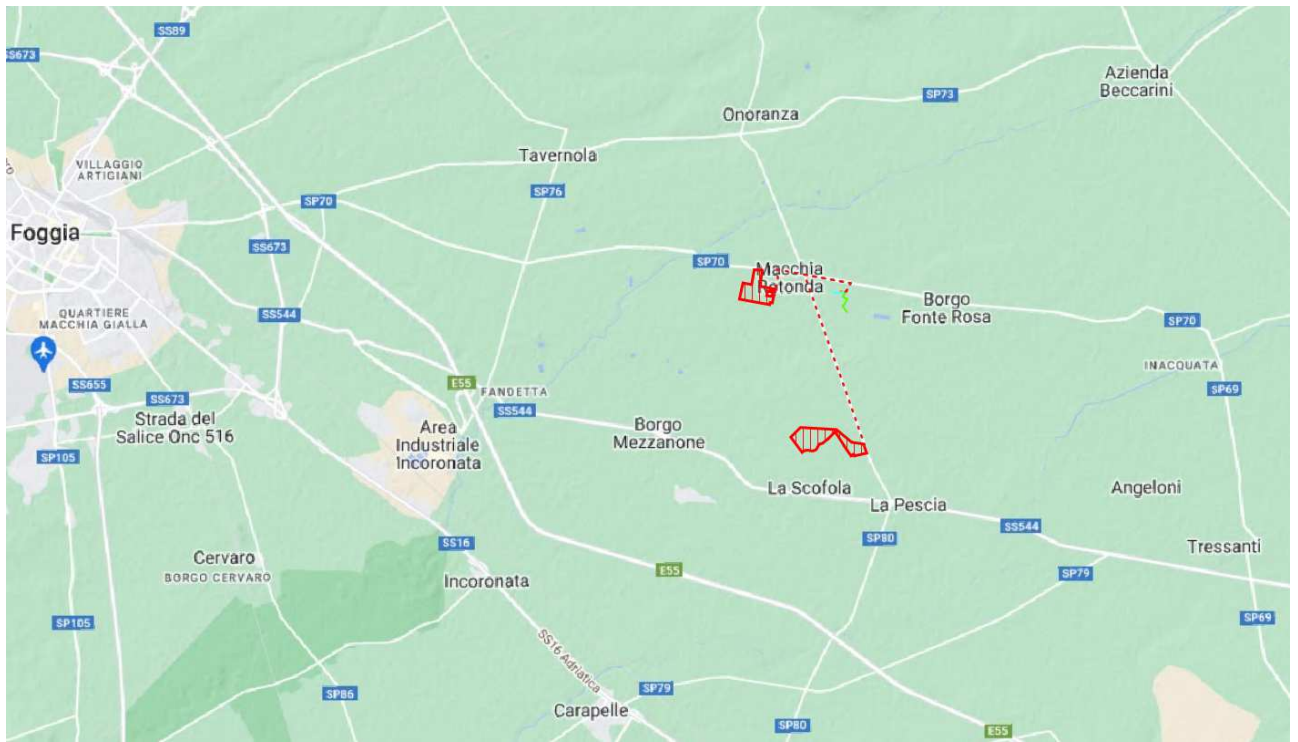 SS89
SS673
Azienda
Beccarini
SP73
Onoranza
VILLAGGIO
ARTIGIANI
Tavernola
SP76
SP70
Foggia
SS673
SP70
Macchia
Rotonda
Borgo
Fonte Rosa
QUARTIERE
MACCHIA GIALLA
SS544
SP70
INACQUATA
SS655
E55
FANDETTA
SP69
SS673
SS544
Strada del
Salice Onc 516
Area
Industriale
Incoronata
Borgo
Mezzanone
SP105
La Scofola
Angeloni
La Pescia
SS544
SP80
SS16
Tressanti
Cervaro
BORGO CERVARO
Incoronata
E55
SP79
SP105
SP69
SS16 Adriatica
SP86
SP79
Carapelle
SP80
E55